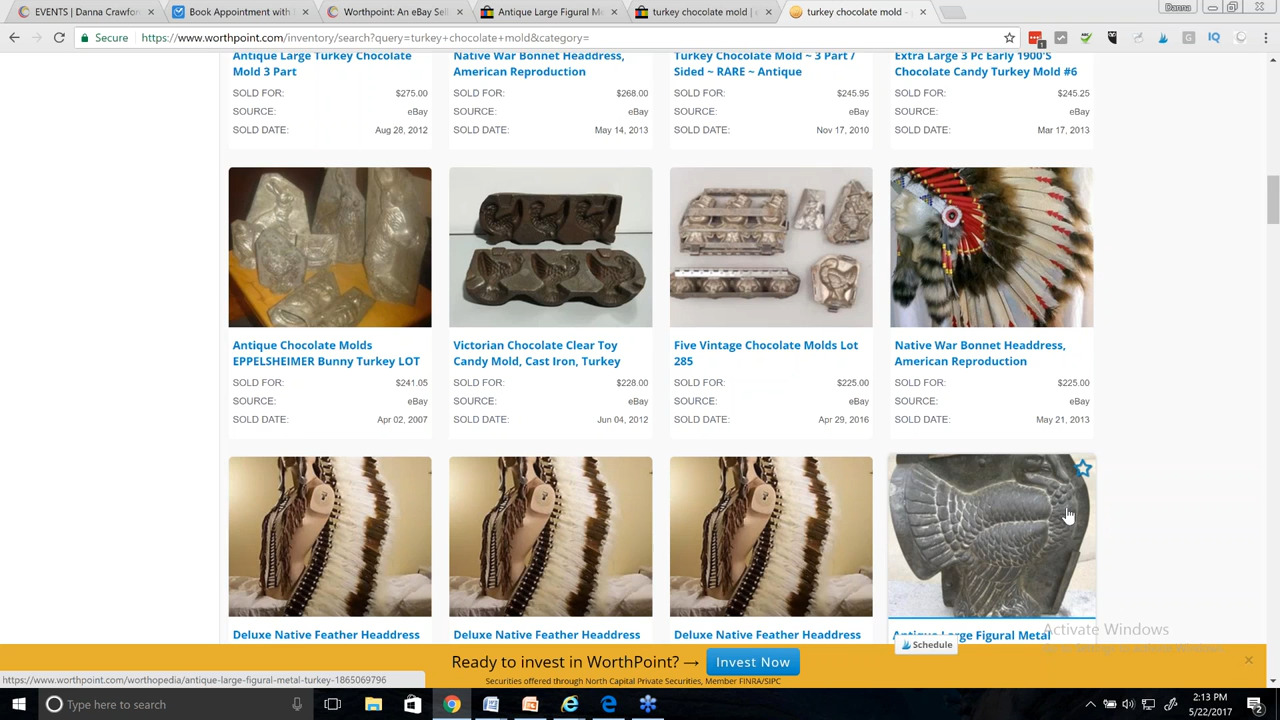 EVENTS | Danna Crawfor
Book Appointment with
Worthpoint: An eBay Sel
Antique Large Figural M
turkey chocolate mold | e
turkey chocolate mold -
Danna
Secure
https://www.worthpoint.com/inventory/search?query=turkey+chocolate+mold&category=
Antique Large Turkey Chocolate
Mold 3 Part
SOLD FOR: $275.00
SOURCE: eBay
SOLD DATE: Aug 28, 2012
Native War Bonnet Headdress,
American Reproduction
SOLD FOR: $268.00
SOURCE: eBay
SOLD DATE: May 14, 2013
Turkey Chocolate Mold ~ 3 Part /
Sided ~ RARE ~ Antique
SOLD FOR: $245.95
SOURCE: eBay
SOLD DATE: Nov 17, 2010
Extra Large 3 Pc Early 1900'S
Chocolate Candy Turkey Mold #6
SOLD FOR: $245.25
SOURCE: eBay
SOLD DATE: Mar 17, 2013
Antique Chocolate Molds
EPPELSHEIMER Bunny Turkey LOT
SOLD FOR: $241.05
SOURCE: eBay
SOLD DATE: Apr 02, 2007
Victorian Chocolate Clear Toy
Candy Mold, Cast Iron, Turkey
SOLD FOR: $228.00
SOURCE: eBay
SOLD DATE: Jun 04, 2012
Five Vintage Chocolate Molds Lot
285
SOLD FOR: $225.00
SOURCE: eBay
SOLD DATE: Apr 29, 2016
Native War Bonnet Headdress,
American Reproduction
SOLD FOR: $225.00
SOURCE: eBay
SOLD DATE: May 21, 2013
Deluxe Native Feather Headdress
Deluxe Native Feather Headdress
Deluxe Native Feather Headdress
Antique Large Figural Metal
Activate Windows
Schedule
Ready to invest in WorthPoint? →
Invest Now
Securities offered through North Capital Private Securities, Member FINRA/SIPC
https://www.worthpoint.com/worthopedia/antique-large-figural-metal-turkey-1865069796
Type here to search
2:13 PM
5/22/2017